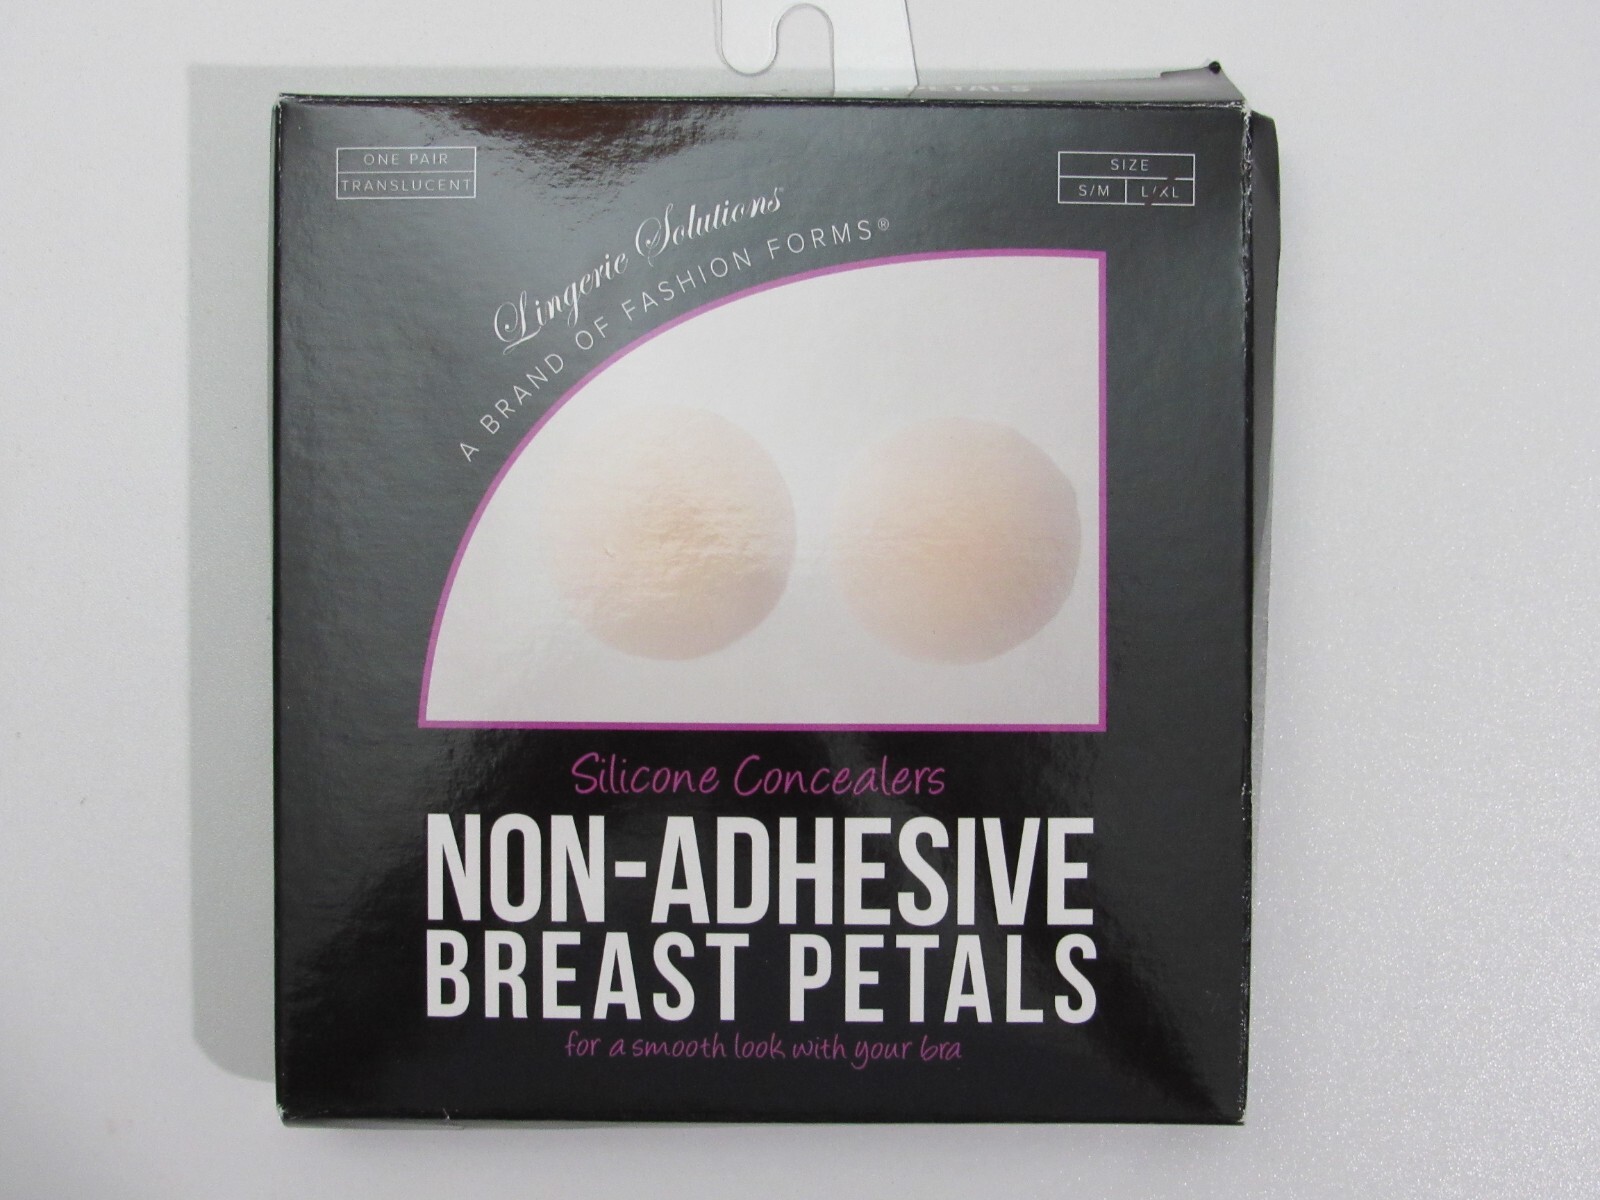 PETALS
ONE PAIR
TRANSLUCENT
SIZE
S/M L/XL
Lingerie Solutions
A BRAND OF FASHION FORMS®
Silicone Concealers
NON-ADHESIVE
BREAST PETALS
for a smooth look with your bra